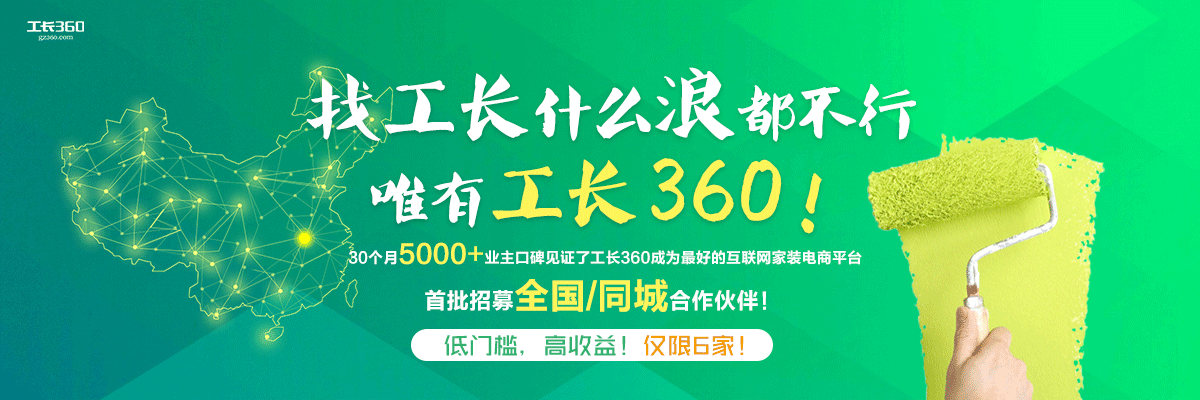 工长360
gz360.com
找工长什么浪都不行
唯有工长360!
30个月5000+业主口碑见证了工长360成为最好的互联网家装电商平台
首批招募全国/同城合作伙伴!
低门槛，高收益! 仅限6家!